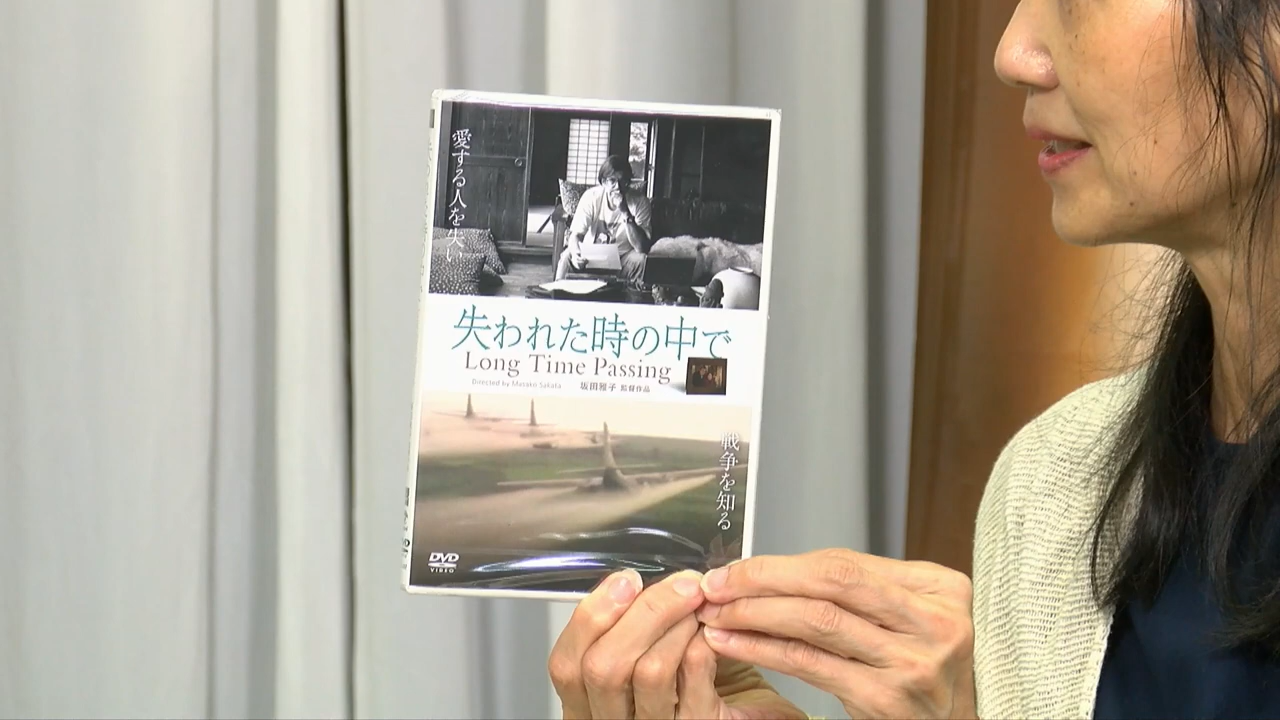 愛する人を失い
失われた時の中で
Long Time Passing
Directed by Masako Sakata 坂田雅子 監督作品
戦争を知る
DVD
VIDEO